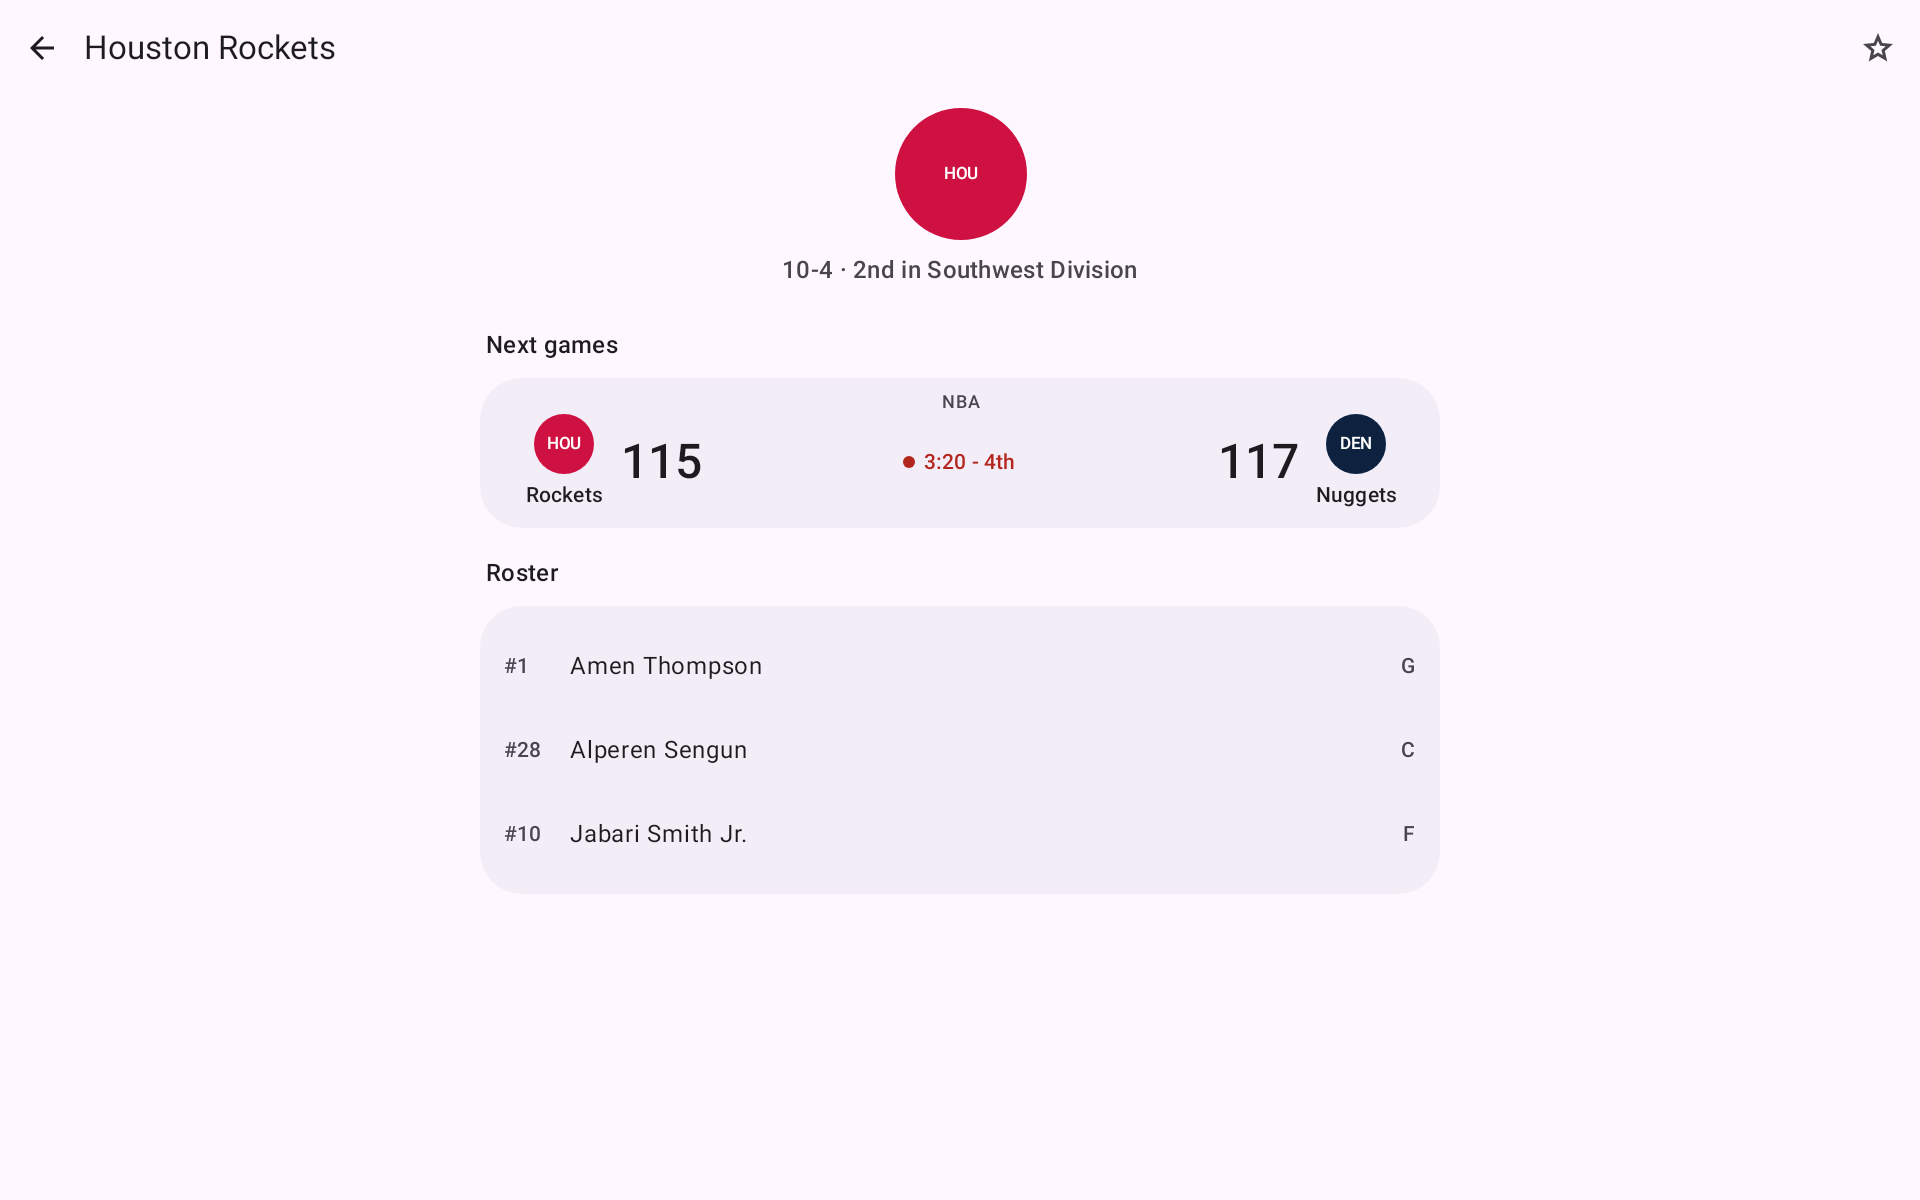 Houston Rockets
HOU
10-4 · 2nd in Southwest Division
Next games
NBA
HOU
Rockets
115
3:20 - 4th
117
DEN
Nuggets
Roster
#1 Amen Thompson G
#28 Alperen Sengun C
#10 Jabari Smith Jr. F